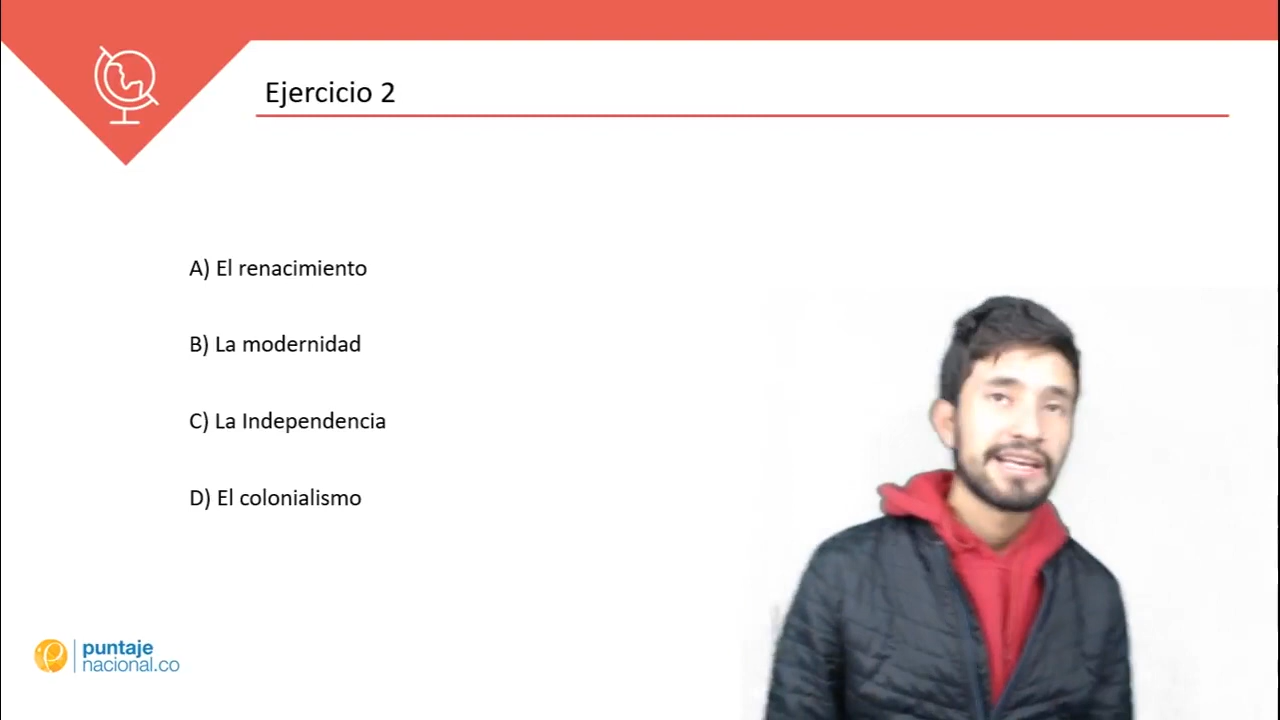 Ejercicio 2
A) El renacimiento
B) La modernidad
C) La Independencia
D) El colonialismo
puntaje
nacional.co